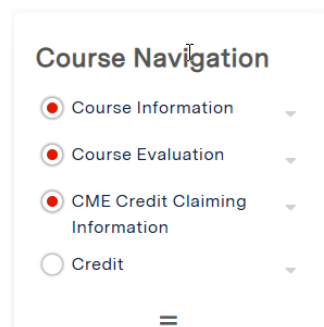 Course Navigation
Course Information
Course Evaluation
CME Credit Claiming
Information
Credit